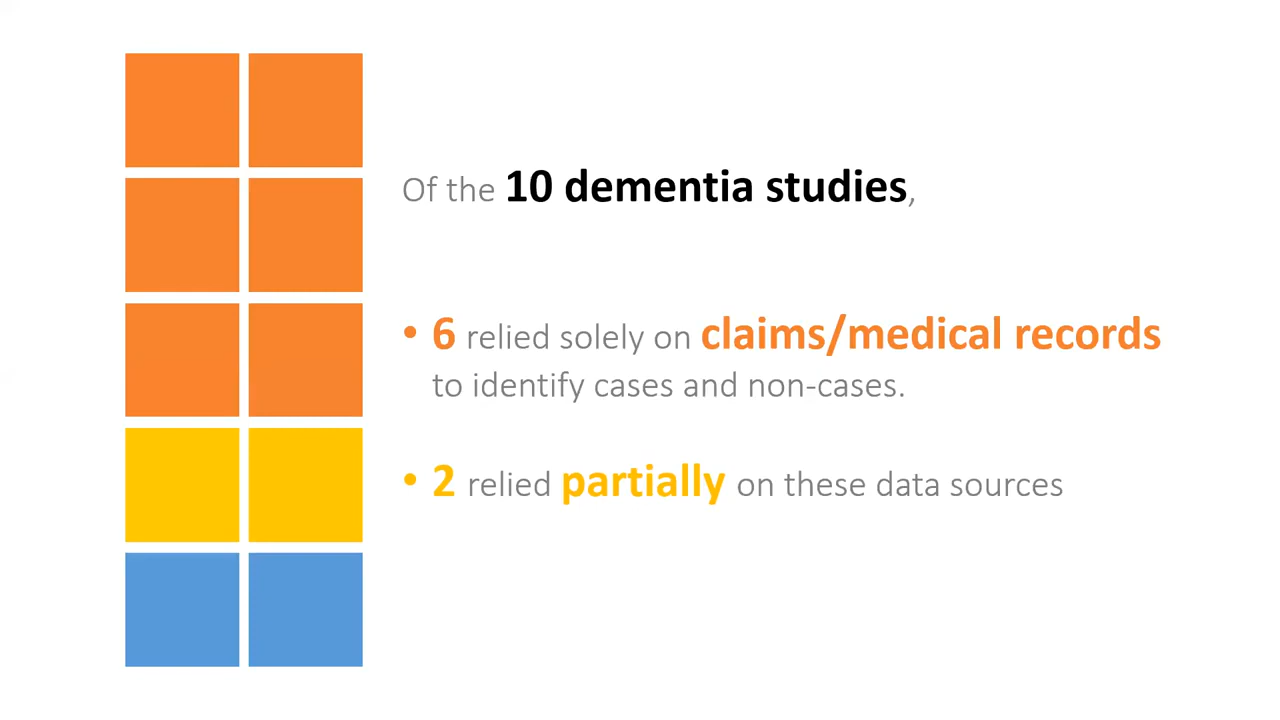 Of the 10 dementia studies,
• 6 relied solely on claims/medical records
to identify cases and non-cases.
• 2 relied partially on these data sources